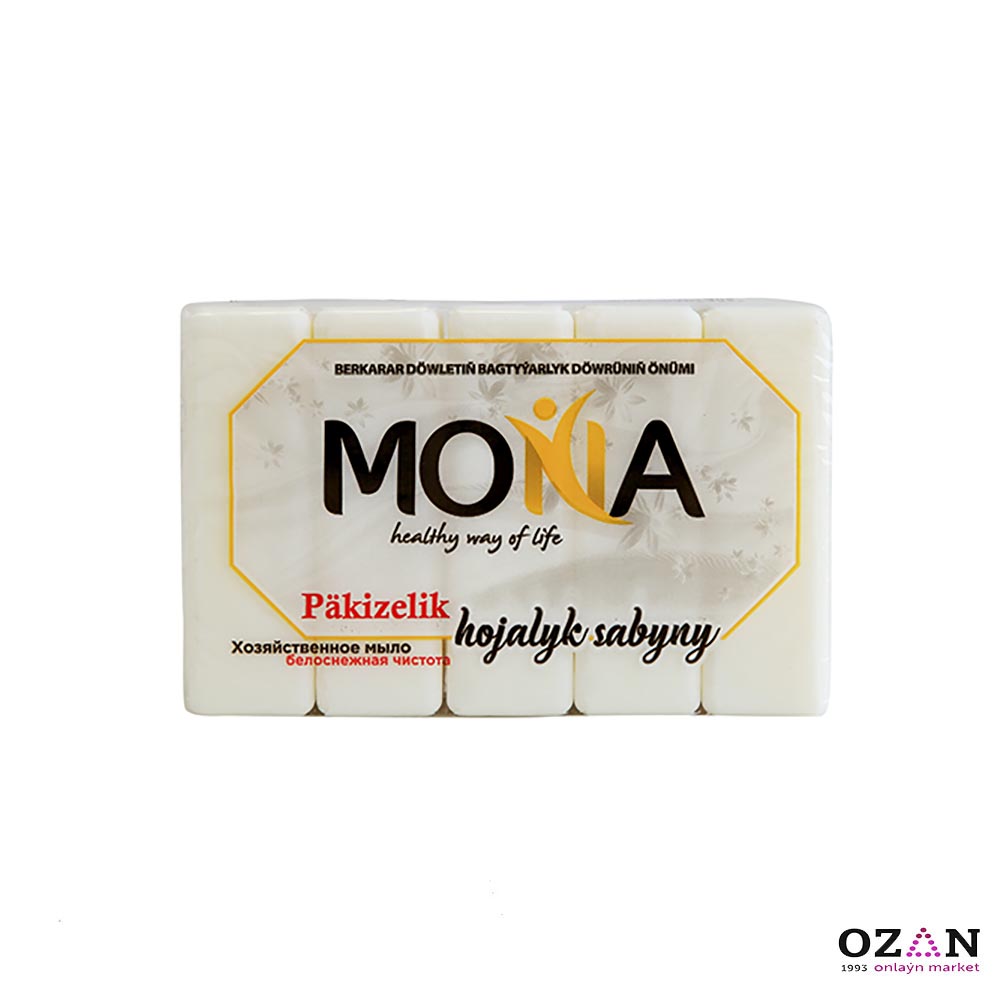 BERKARAR DÖWLETIŇ BAGTYÝARLYK DÖWRÜNIŇ ÖNÜMI
MONA
healthy way of life
Päkizelik
hojalyk sabyny
Хозяйственное мыло
белоснежная чистота
OZAN
1993 onlaýn market